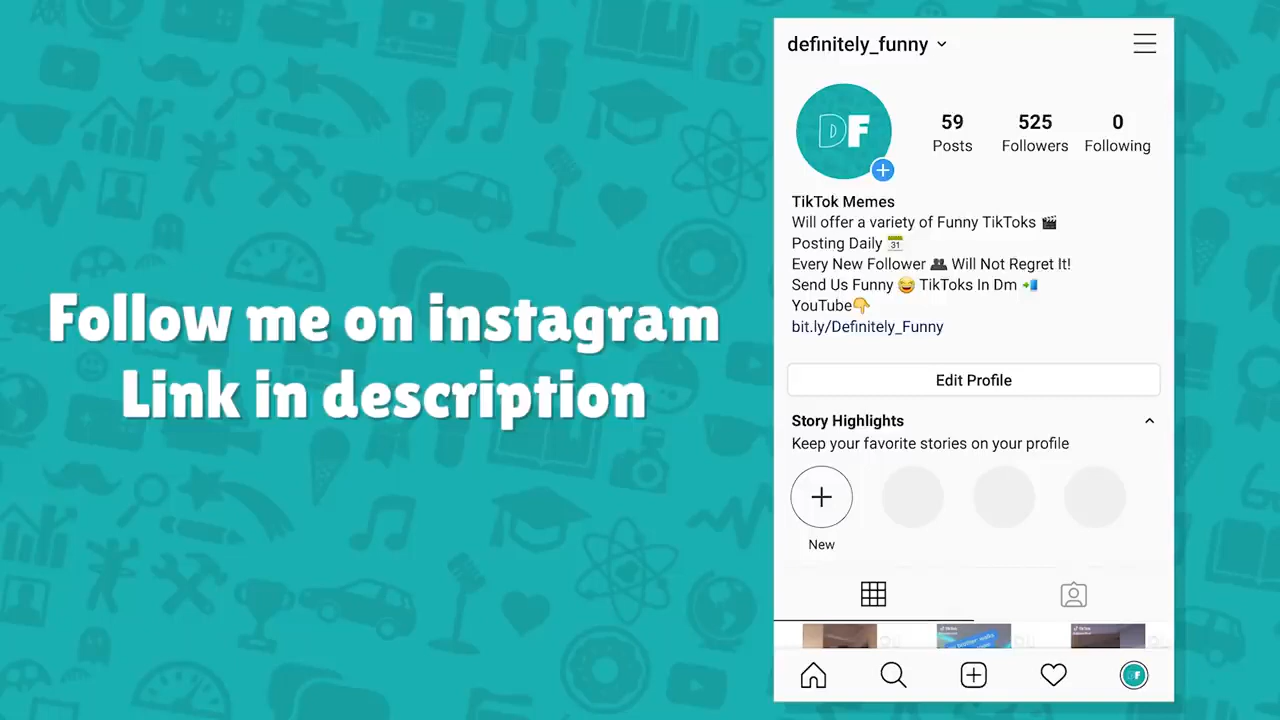 Follow me on instagram
Link in description
definitely_funny
DF
59
Posts
525
Followers
0
Following
TikTok Memes
Will offer a variety of Funny TikToks 🎬
Posting Daily 📅
Every New Follower 👥 Will Not Regret It!
Send Us Funny 😂 TikToks In Dm 📲
YouTube👇
bit.ly/Definitely_Funny
Edit Profile
Story Highlights
Keep your favorite stories on your profile
New
DF